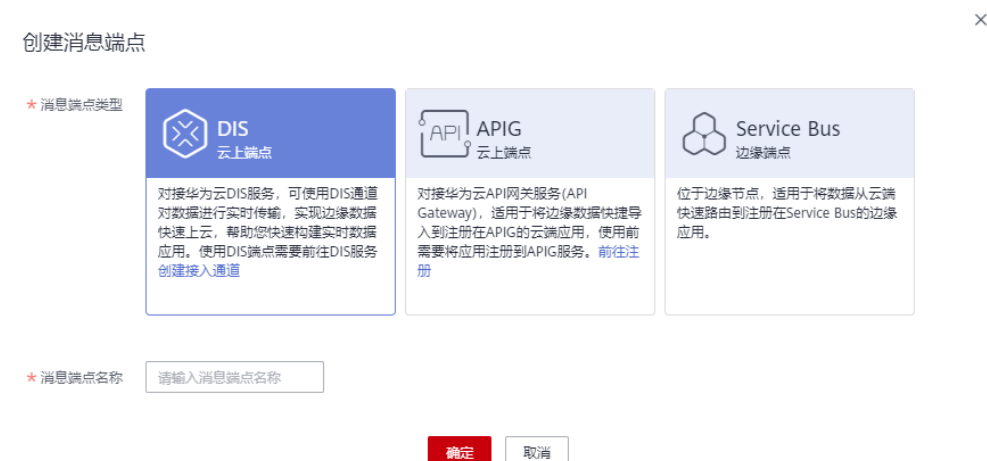 创建消息端点
* 消息端点类型
DIS
云上端点
对接华为云DIS服务，可使用DIS通道
对数据进行实时传输，实现边缘数据
快速上云，帮助您快速构建实时数据
应用。使用DIS端点需要前往DIS服务
创建接入通道
API
APIG
云上端点
对接华为云API网关服务(API
Gateway)，适用于将边缘数据快捷导
入到注册在APIG的云端应用，使用前
需要将应用注册到APIG服务。前往注
册
Service Bus
边缘端点
位于边缘节点，适用于将数据从云端
快速路由到注册在Service Bus的边缘
应用。
* 消息端点名称
请输入消息端点名称
确定
取消